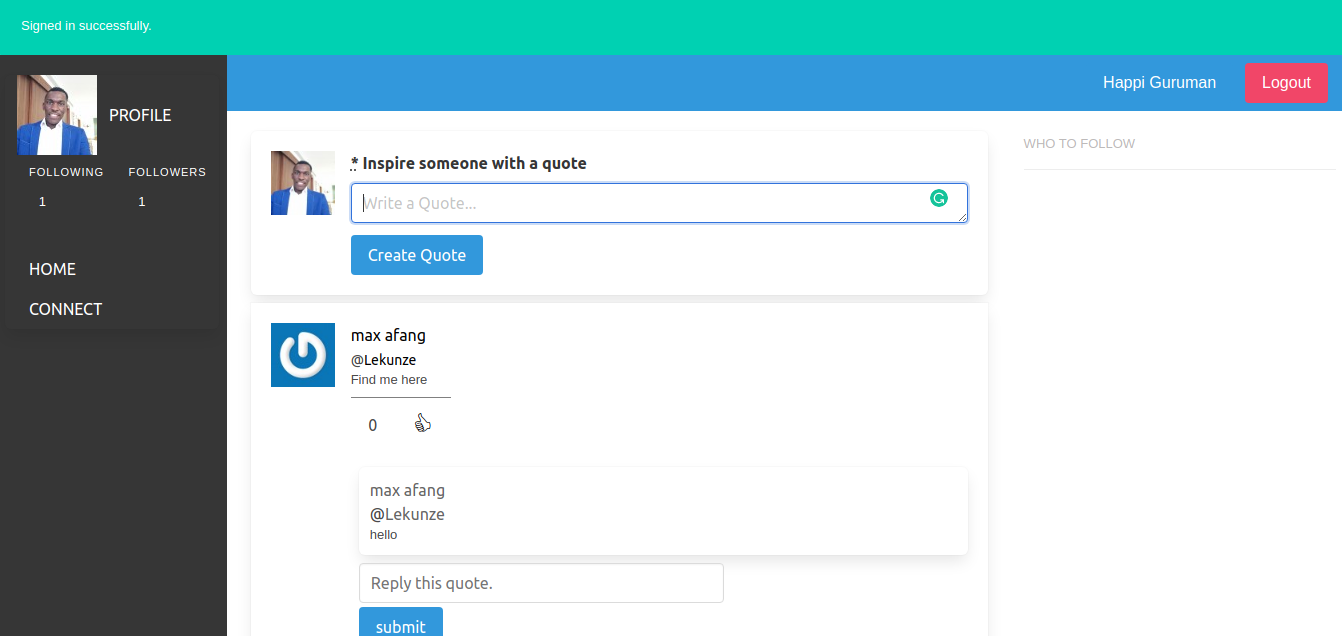 Signed in successfully.
Happi Guruman
Logout
PROFILE
FOLLOWING
FOLLOWERS
1
1
HOME
CONNECT
* Inspire someone with a quote
Write a Quote...
Create Quote
max afang
@Lekunze
Find me here
0
max afang
@Lekunze
hello
Reply this quote.
submit
WHO TO FOLLOW